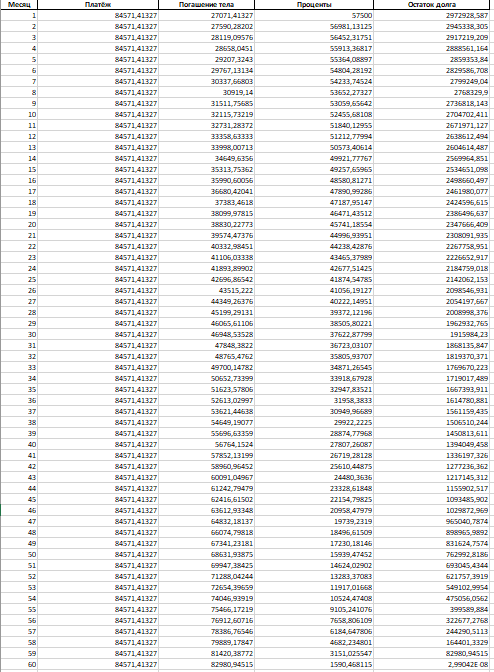 Месяц Платёж Погашение тела Проценты Остаток долга
1 84571,41327 27071,41327 57500 2972928,587
2 84571,41327 27590,28202 56981,13125 2945338,305
3 84571,41327 28119,09576 56452,31751 2917219,209
4 84571,41327 28658,0451 55913,36817 2888561,164
5 84571,41327 29207,3243 55364,08897 2859353,84
6 84571,41327 29767,13134 54804,28192 2829586,708
7 84571,41327 30337,66803 54233,74524 2799249,04
8 84571,41327 30919,14 53652,27327 2768329,9
9 84571,41327 31511,75685 53059,65642 2736818,143
10 84571,41327 32115,73219 52455,68108 2704702,411
11 84571,41327 32731,28372 51840,12955 2671971,127
12 84571,41327 33358,63333 51212,77994 2638612,494
13 84571,41327 33998,00713 50573,40614 2604614,487
14 84571,41327 34649,6356 49921,77767 2569964,851
15 84571,41327 35313,75362 49257,65965 2534651,098
16 84571,41327 35990,60056 48580,81271 2498660,497
17 84571,41327 36680,42041 47890,99286 2461980,077
18 84571,41327 37383,4618 47187,95147 2424596,615
19 84571,41327 38099,97815 46471,43512 2386496,637
20 84571,41327 38830,22773 45741,18554 2347666,409
21 84571,41327 39574,47376 44996,93951 2308091,935
22 84571,41327 40332,98451 44238,42876 2267758,951
23 84571,41327 41106,03338 43465,37989 2226652,917
24 84571,41327 41893,89902 42677,51425 2184759,018
25 84571,41327 42696,86542 41874,54785 2142062,153
26 84571,41327 43515,222 41056,19127 2098546,931
27 84571,41327 44349,26376 40222,14951 2054197,667
28 84571,41327 45199,29131 39372,12196 2008998,376
29 84571,41327 46065,61106 38505,80221 1962932,765
30 84571,41327 46948,53528 37622,87799 1915984,23
31 84571,41327 47848,3822 36723,03107 1868135,847
32 84571,41327 48765,4762 35805,93707 1819370,371
33 84571,41327 49700,14782 34871,26545 1769670,223
34 84571,41327 50652,73399 33918,67928 1719017,489
35 84571,41327 51623,57806 32947,83521 1667393,911
36 84571,41327 52613,02997 31958,3833 1614780,881
37 84571,41327 53621,44638 30949,96689 1561159,435
38 84571,41327 54649,19077 29922,2225 1506510,244
39 84571,41327 55696,63359 28874,77968 1450813,611
40 84571,41327 56764,1524 27807,26087 1394049,458
41 84571,41327 57852,13199 26719,28128 1336197,326
42 84571,41327 58960,96452 25610,44875 1277236,362
43 84571,41327 60091,04967 24480,3636 1217145,312
44 84571,41327 61242,79479 23328,61848 1155902,517
45 84571,41327 62416,61502 22154,79825 1093485,902
46 84571,41327 63612,93348 20958,47979 1029872,969
47 84571,41327 64832,18137 19739,2319 965040,7874
48 84571,41327 66074,79818 18496,61509 898965,9892
49 84571,41327 67341,23181 17230,18146 831624,7574
50 84571,41327 68631,93875 15939,47452 762992,8186
51 84571,41327 69947,38425 14624,02902 693045,4344
52 84571,41327 71288,04244 13283,37083 621757,3919
53 84571,41327 72654,39659 11917,01668 549102,9954
54 84571,41327 74046,93919 10524,47408 475056,0562
55 84571,41327 75466,17219 9105,241076 399589,884
56 84571,41327 76912,60716 7658,806109 322677,2768
57 84571,41327 78386,76546 6184,647806 244290,5113
58 84571,41327 79889,17847 4682,234801 164401,3329
59 84571,41327 81420,38772 3151,025547 82980,94515
60 84571,41327 82980,94515 1590,468115 2,99042E-08